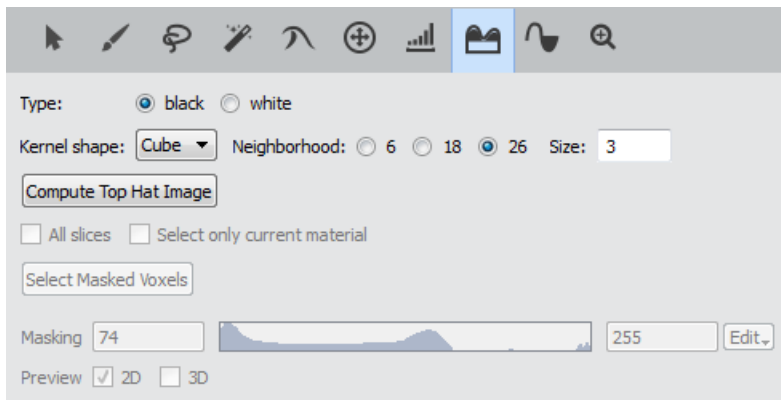 Type: black white
Kernel shape: Cube Neighborhood: 6 18 26 Size: 3
Compute Top Hat Image
All slices Select only current material
Select Masked Voxels
Masking 74 255 Edit
Preview 2D 3D